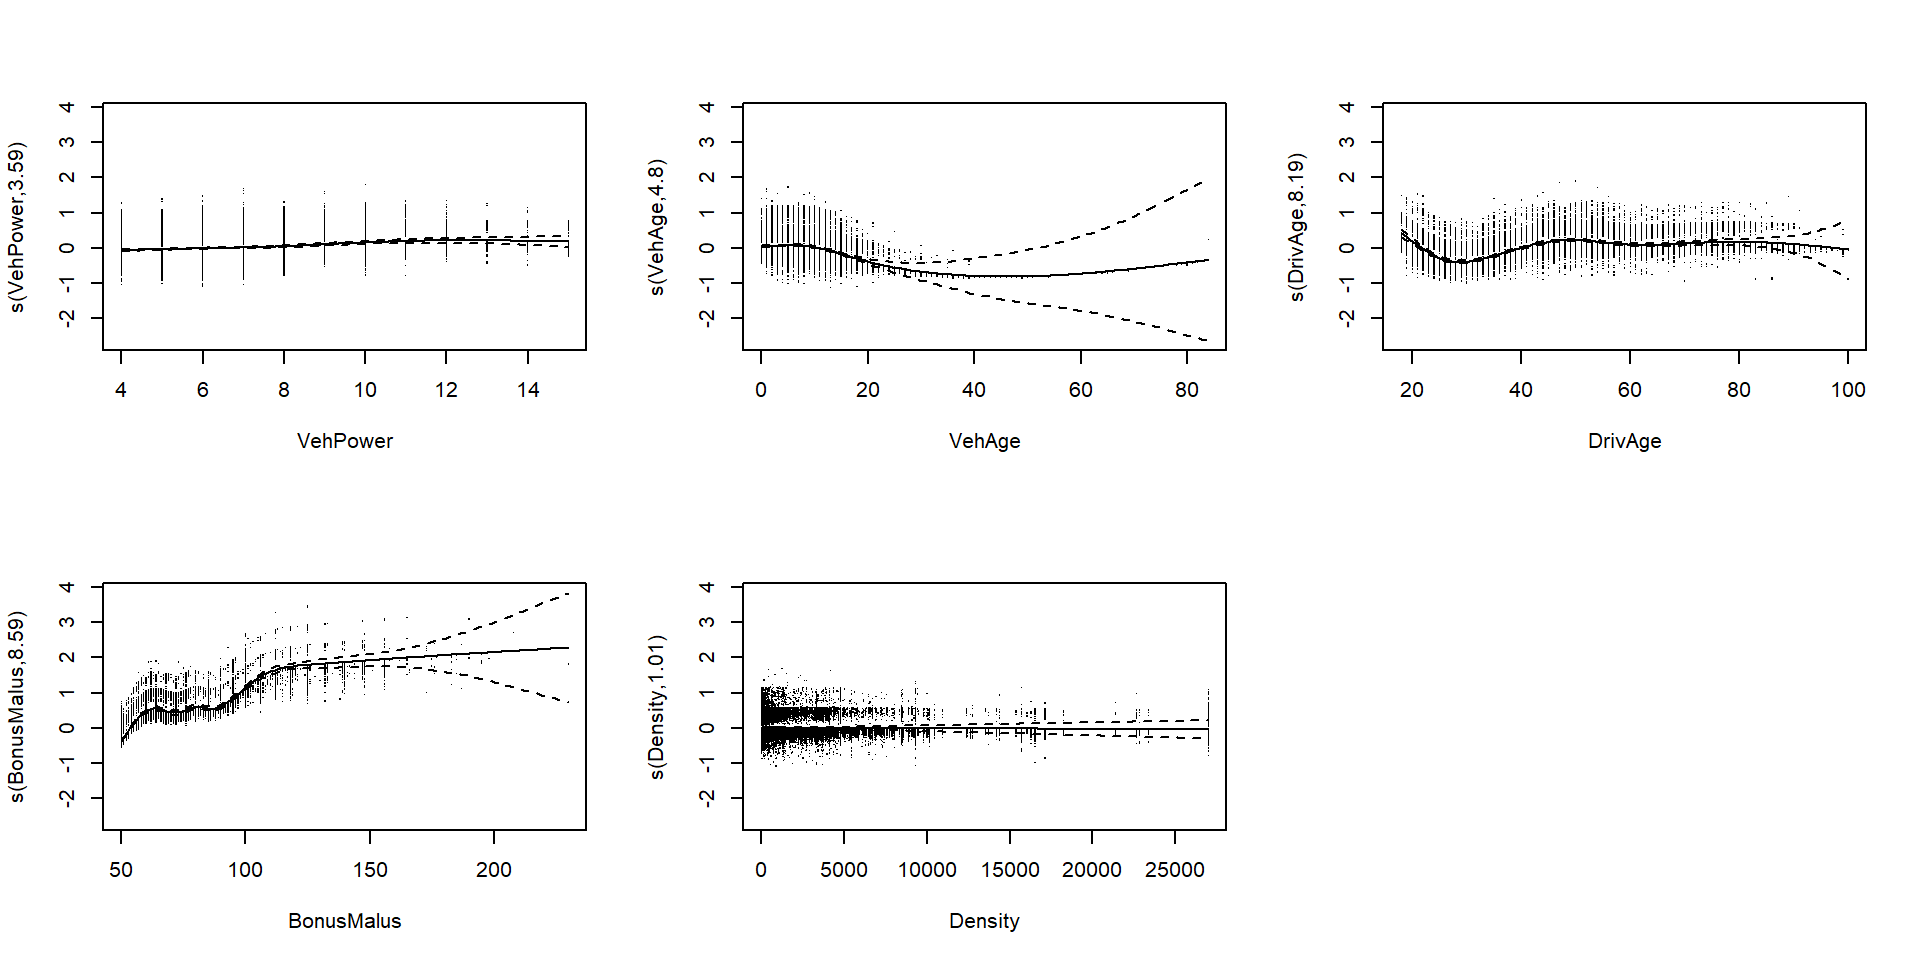 s(VehPower,3.59)
4
3
2
1
0
-1
-2
4 6 8 10 12 14
VehPower
s(VehAge,4.8)
4
3
2
1
0
-1
-2
0 20 40 60 80
VehAge
s(DrivAge,8.19)
4
3
2
1
0
-1
-2
20 40 60 80 100
DrivAge
s(BonusMalus,8.59)
4
3
2
1
0
-1
-2
50 100 150 200
BonusMalus
s(Density,1.01)
4
3
2
1
0
-1
-2
0 5000 10000 15000 20000 25000
Density